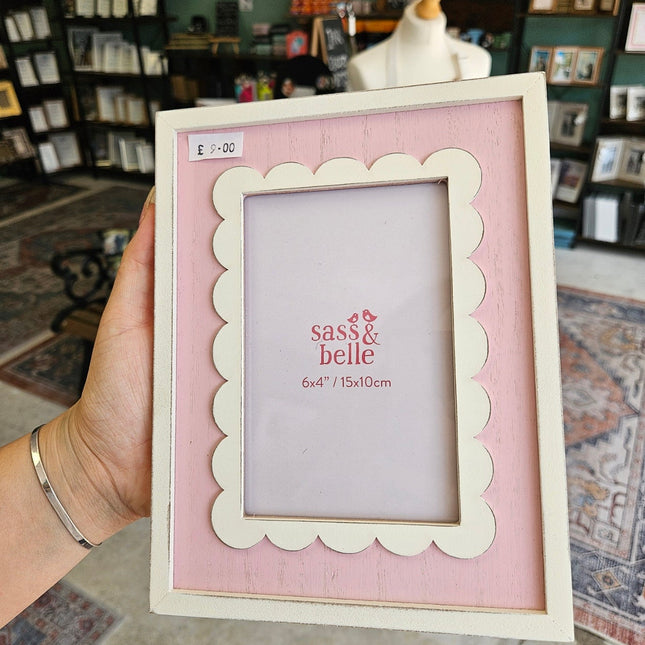 £ 9.00
sass &
belle
6x4" / 15x10cm